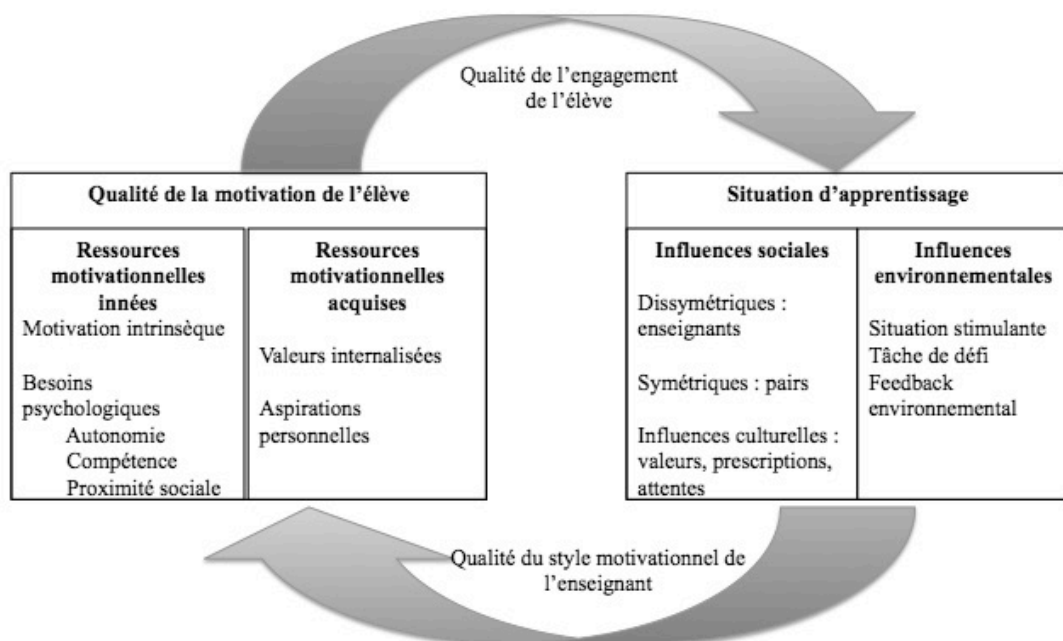 Qualité de l’engagement
de l’élève
Qualité de la motivation de l’élève
Ressources
motivationnelles
innées
Motivation intrinsèque
Besoins
psychologiques
Autonomie
Compétence
Proximité sociale
Ressources
motivationnelles
acquises
Valeurs internalisées
Aspirations
personnelles
Situation d’apprentissage
Influences sociales
Dissymétriques :
enseignants
Symétriques : pairs
Influences culturelles :
valeurs, prescriptions,
attentes
Influences
environnementales
Situation stimulante
Tâche de défi
Feedback
environnemental
Qualité du style motivationnel de
l’enseignant